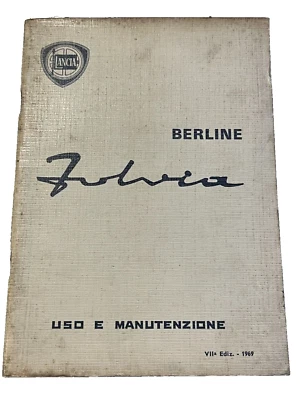 LANCIA
BERLINE
Fulvia
USO E MANUTENZIONE
VIIª Ediz. - 1969